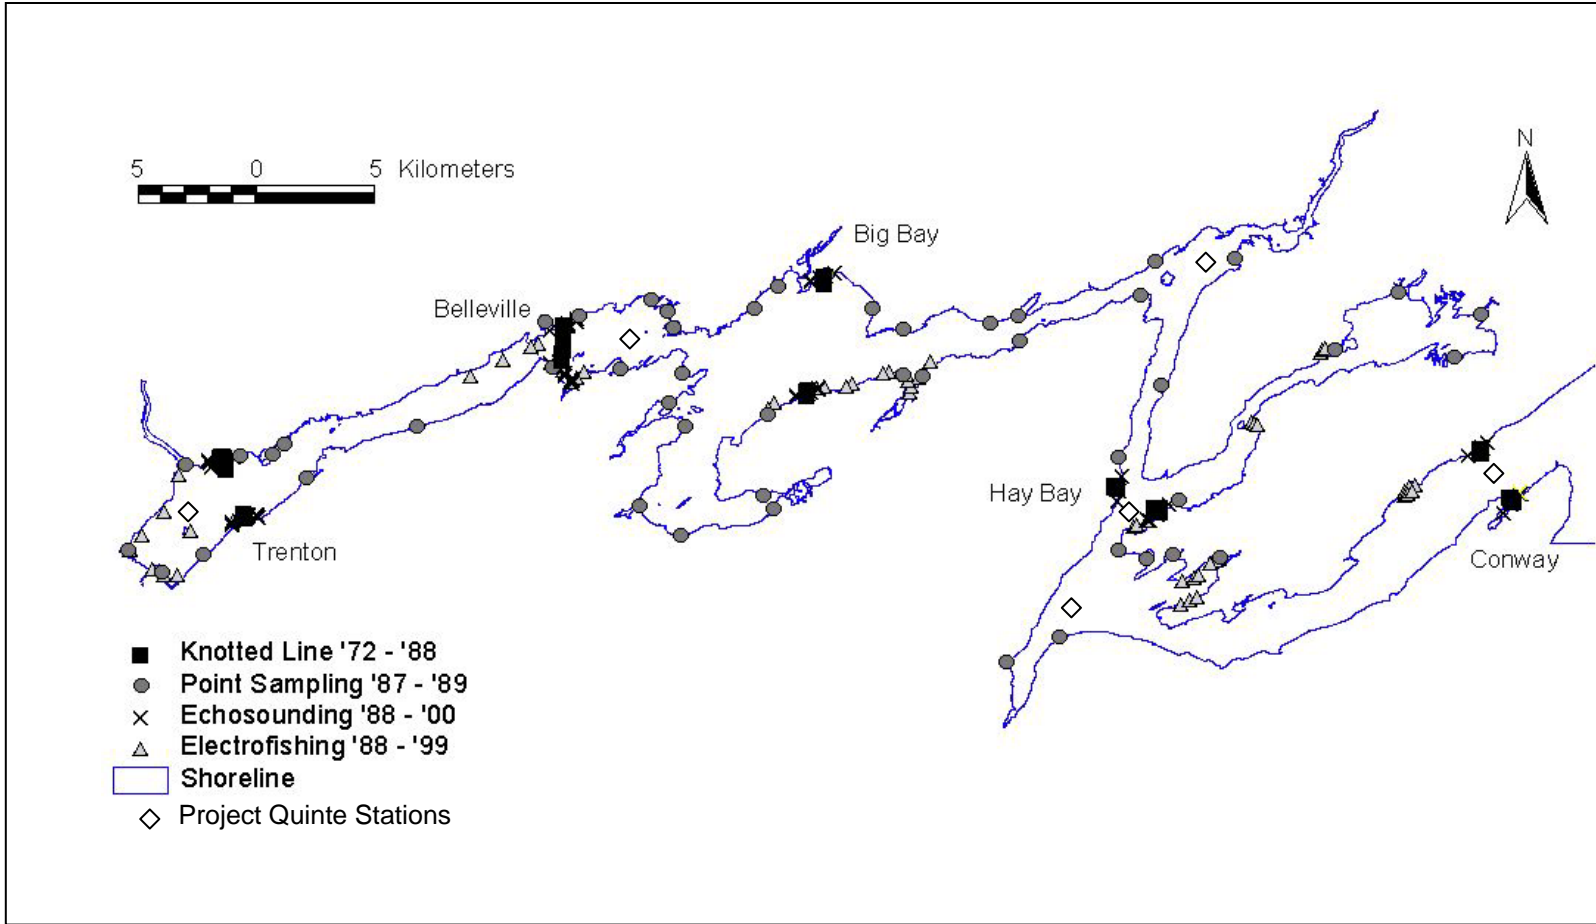 N
5 0 5 Kilometers
Big Bay
Belleville
Hay Bay
Trenton
Conway
Knotted Line '72 - '88
Point Sampling '87 - '89
Echosounding '88 - '00
Electrofishing '88 - '99
Shoreline
Project Quinte Stations